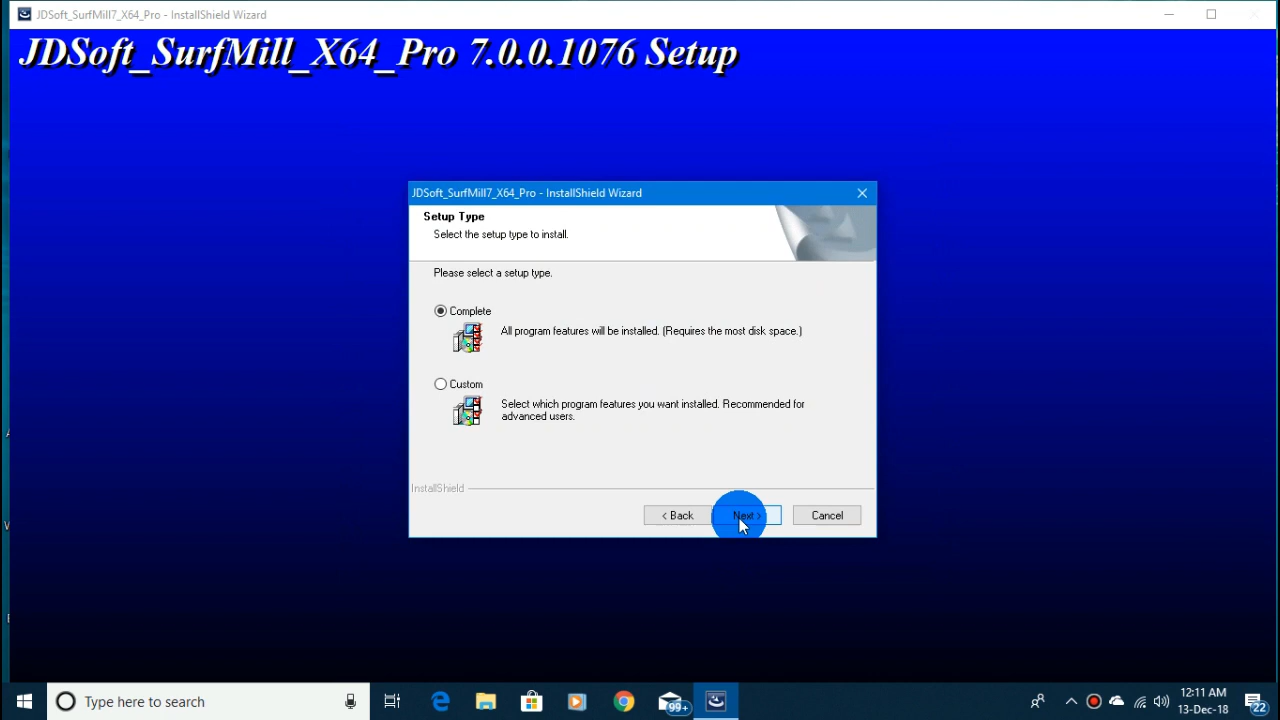 JDSoft_SurfMill7_X64_Pro - InstallShield Wizard
JDSoft_SurfMill_X64_Pro 7.0.0.1076 Setup
JDSoft_SurfMill7_X64_Pro - InstallShield Wizard
Setup Type
Select the setup type to install.
Please select a setup type.
Complete
All program features will be installed. (Requires the most disk space.)
Custom
Select which program features you want installed. Recommended for
advanced users.
InstallShield
< Back
Next >
Cancel
Type here to search
99+
12:11 AM
13-Dec-18
22